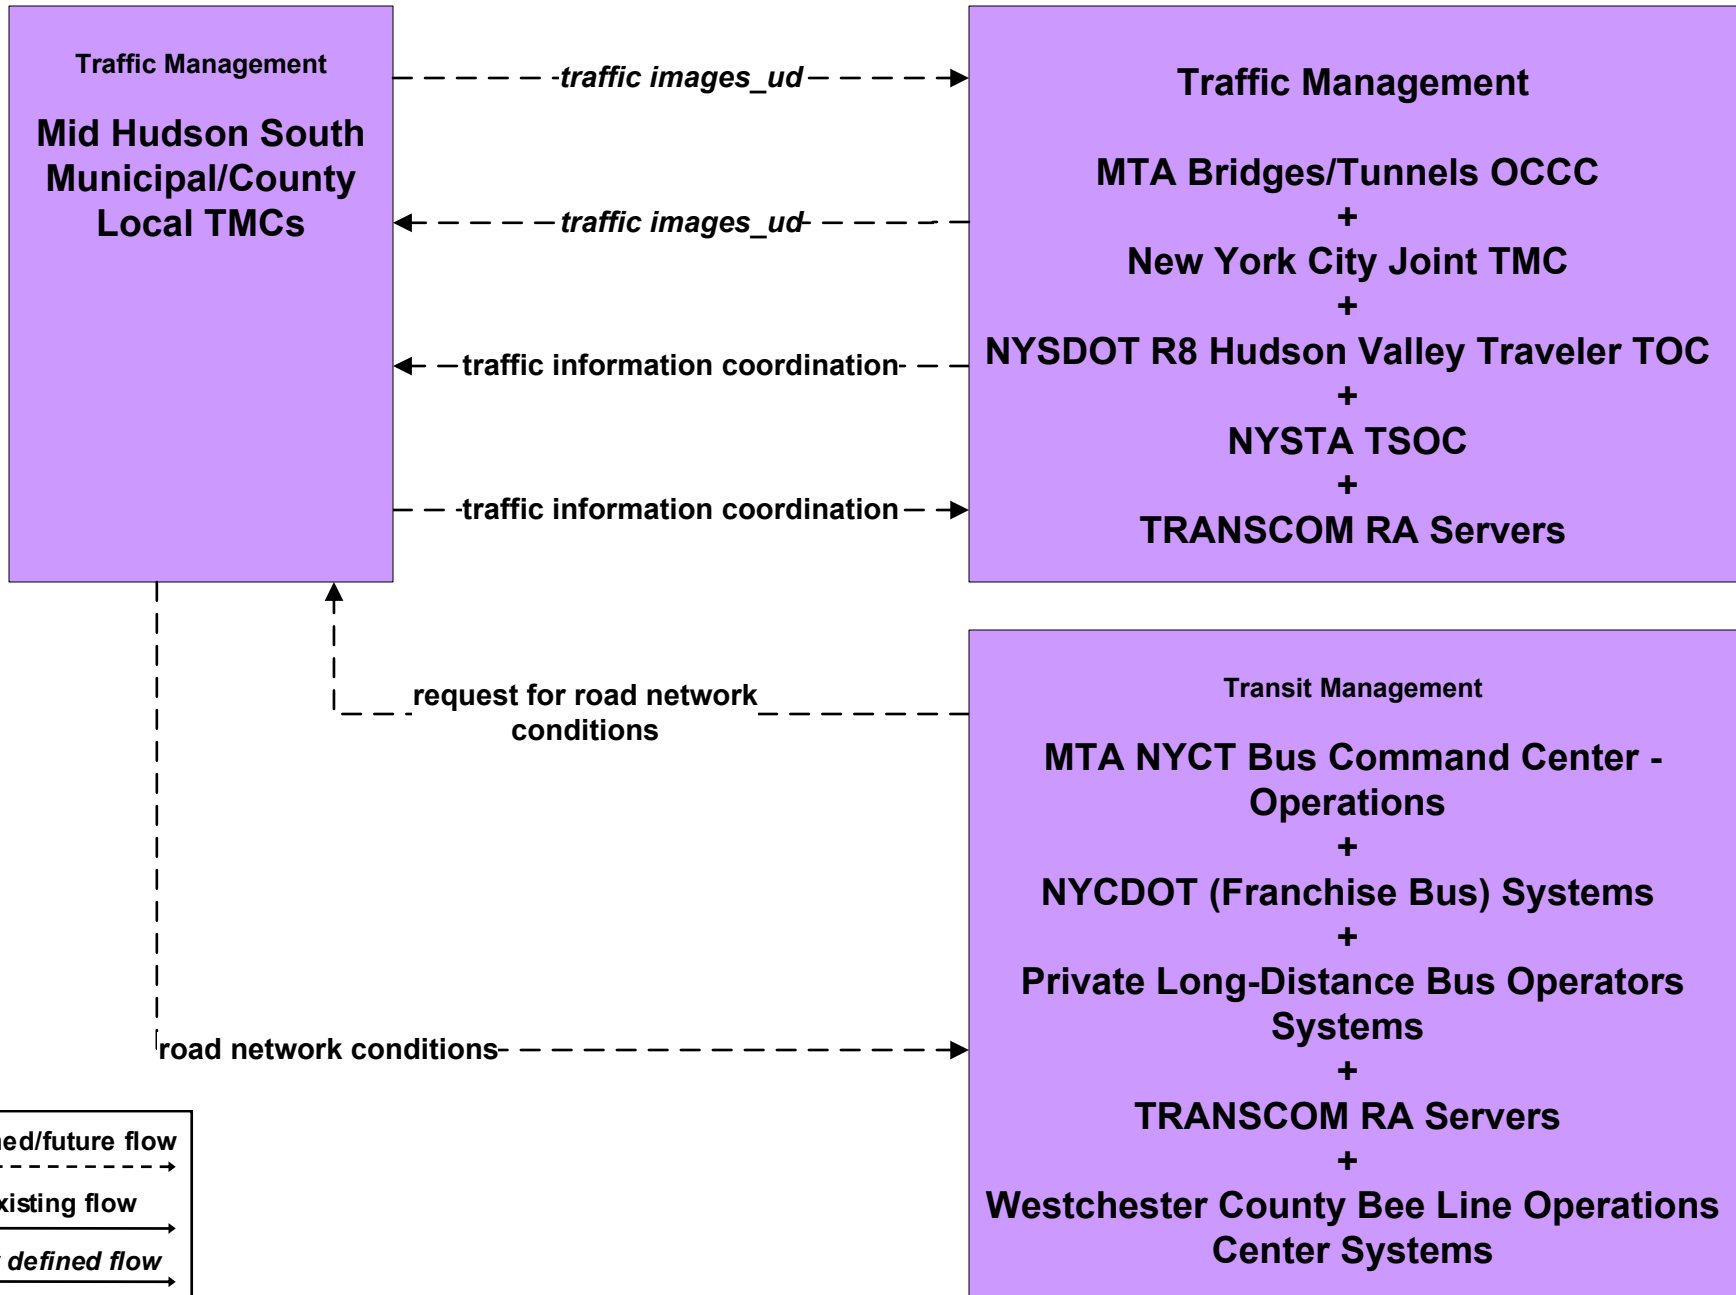 Traffic Management
Mid Hudson South
Municipal/County
Local TMCs
traffic images_ud
traffic images_ud
traffic information coordination
traffic information coordination
Traffic Management
MTA Bridges/Tunnels OCCC
+
New York City Joint TMC
+
NYSDOT R8 Hudson Valley Traveler TOC
+
NYSTA TSOC
+
TRANSCOM RA Servers
request for road network
conditions
road network conditions
Transit Management
MTA NYCT Bus Command Center -
Operations
+
NYCDOT (Franchise Bus) Systems
+
Private Long-Distance Bus Operators
Systems
+
TRANSCOM RA Servers
+
Westchester County Bee Line Operations
Center Systems
ned/future flow
xisting flow
defined flow